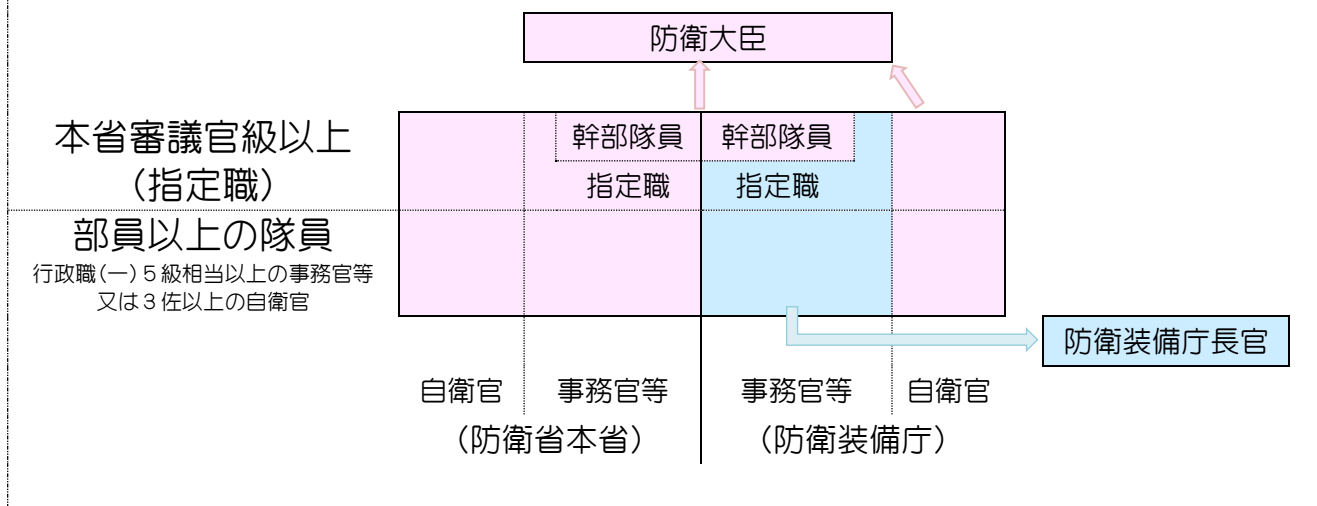 防衛大臣
本省審議官級以上
（指定職）
幹部隊員
幹部隊員
指定職
指定職
部員以上の隊員
行政職（一）５級相当以上の事務官等
又は３佐以上の自衛官
防衛装備庁長官
自衛官
事務官等
事務官等
自衛官
（防衛省本省）
（防衛装備庁）